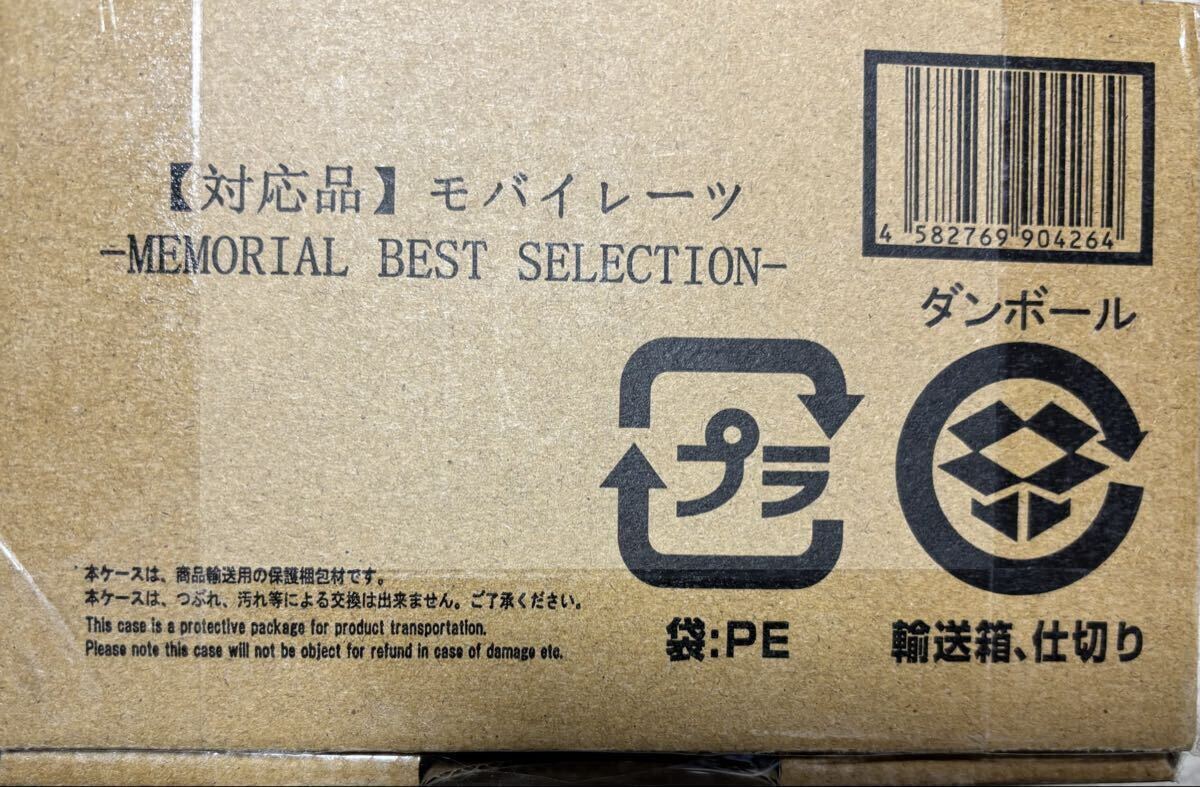 【対応品】モバイレーツ
-MEMORIAL BEST SELECTION-
4 582769 904264
ダンボール
プラ
袋:PE
輸送箱、仕切り
本ケースは、商品輸送用の保護梱包材です。
本ケースは、つぶれ、汚れ等による交換は出来ません。ご了承ください。
This case is a protective package for product transportation.
Please note this case will not be object for refund in case of damage etc.